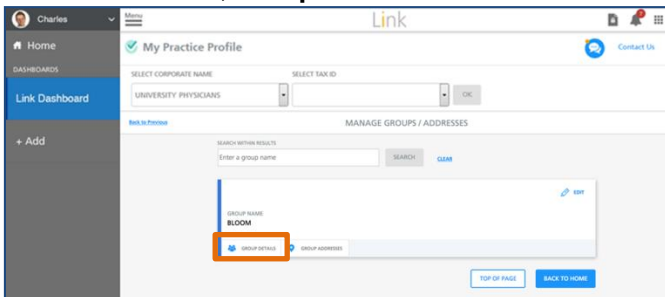 Charles
Menu
Link
Home
My Practice Profile
Contact Us
DASHBOARDS
SELECT CORPORATE NAME
SELECT TAX ID
Link Dashboard
UNIVERSITY PHYSICIANS
OK
Back to Previous
MANAGE GROUPS / ADDRESSES
+ Add
SEARCH WITHIN RESULTS
Enter a group name
SEARCH
CLEAR
EDIT
GROUP NAME
BLOOM
GROUP DETAILS
GROUP ADDRESSES
TOP OF PAGE
BACK TO HOME